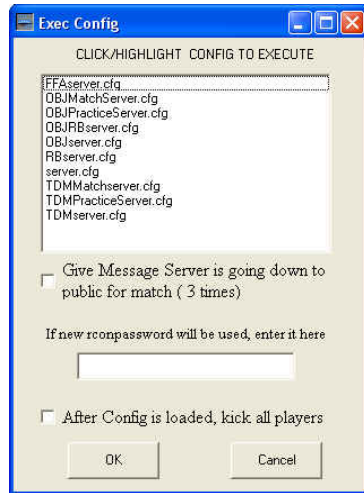 Exec Config
CLICK/HIGHLIGHT CONFIG TO EXECUTE
FFAserver.cfg
OBJMatchServer.cfg
OBJPracticeServer.cfg
OBJRBserver.cfg
OBJserver.cfg
RBserver.cfg
server.cfg
TDMMatchserver.cfg
TDMPracticeServer.cfg
TDMserver.cfg
Give Message Server is going down to
public for match ( 3 times)
If new rconpassword will be used, enter it here
After Config is loaded, kick all players
OK
Cancel